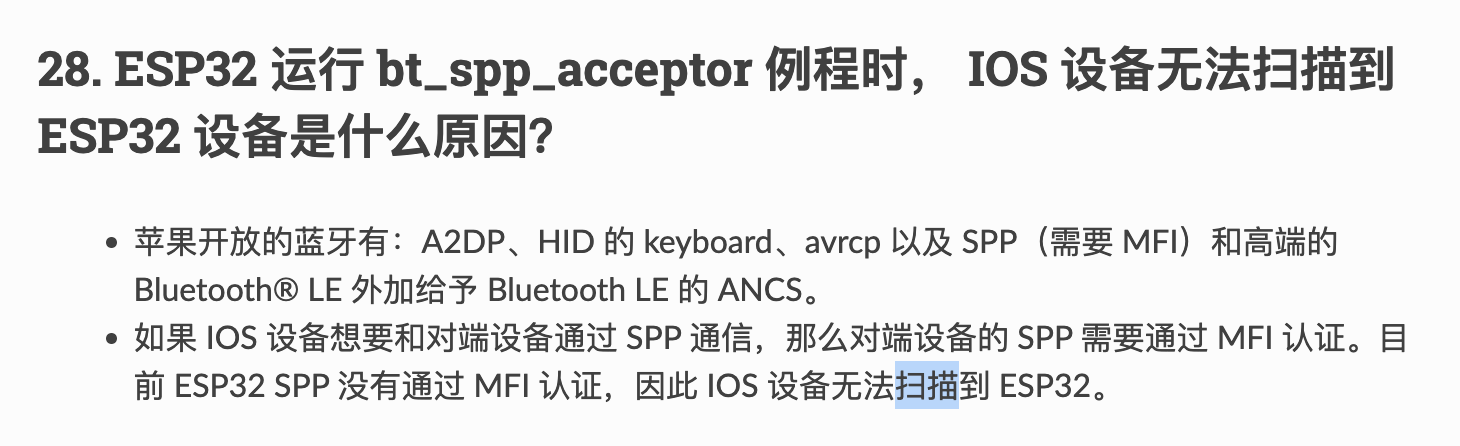 28. ESP32 运行 bt_spp_acceptor 例程时， IOS 设备无法扫描到
ESP32 设备是什么原因？
苹果开放的蓝牙有：A2DP、HID 的 keyboard、avrcp 以及 SPP（需要 MFI）和高端的
Bluetooth® LE 外加给予 Bluetooth LE 的 ANCS。
如果 IOS 设备想要和对端设备通过 SPP 通信，那么对端设备的 SPP 需要通过 MFI 认证。目
前 ESP32 SPP 没有通过 MFI 认证，因此 IOS 设备无法扫描到 ESP32。